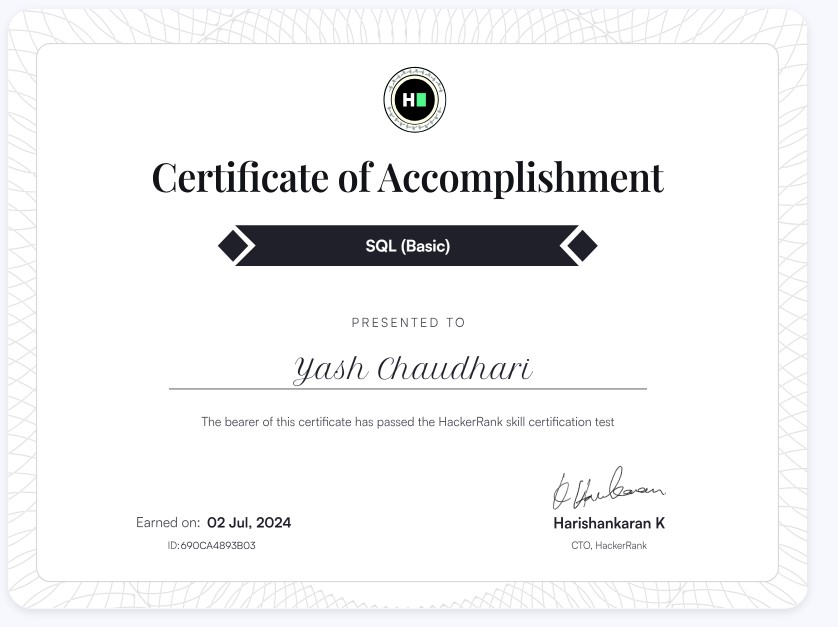 H
Certificate of Accomplishment
SQL (Basic)
PRESENTED TO
Yash Chaudhari
The bearer of this certificate has passed the HackerRank skill certification test
Earned on: 02 Jul, 2024
ID:690CA4893B03
Harishankaran K
CTO, HackerRank